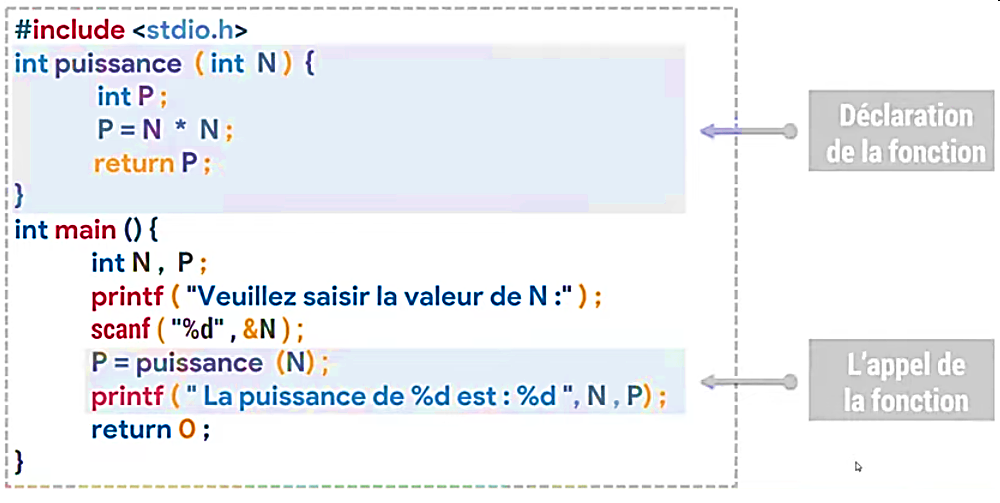 #include <stdio.h>
int puissance ( int N ) {
int P ;
P = N * N ;
return P ;
}
int main () {
int N , P ;
printf ( "Veuillez saisir la valeur de N :" ) ;
scanf ( "%d" , &N ) ;
P = puissance (N) ;
printf ( " La puissance de %d est : %d ", N , P) ;
return 0 ;
}
Déclaration
de la fonction
L'appel de
la fonction